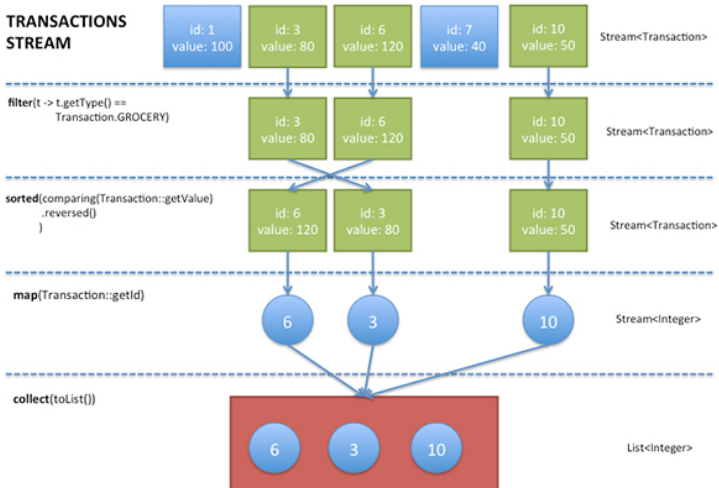 TRANSACTIONS
STREAM
id: 1
value: 100
id: 3
value: 80
id: 6
value: 120
id: 7
value: 40
id: 10
value: 50
Stream<Transaction>
filter(t -> t.getType() ==
Transaction.GROCERY)
id: 3
value: 80
id: 6
value: 120
id: 10
value: 50
Stream<Transaction>
sorted(comparing(Transaction::getValue)
.reversed()
)
id: 6
value: 120
id: 3
value: 80
id: 10
value: 50
Stream<Transaction>
map(Transaction::getId)
6
3
10
Stream<Integer>
collect(toList())
6
3
10
List<Integer>